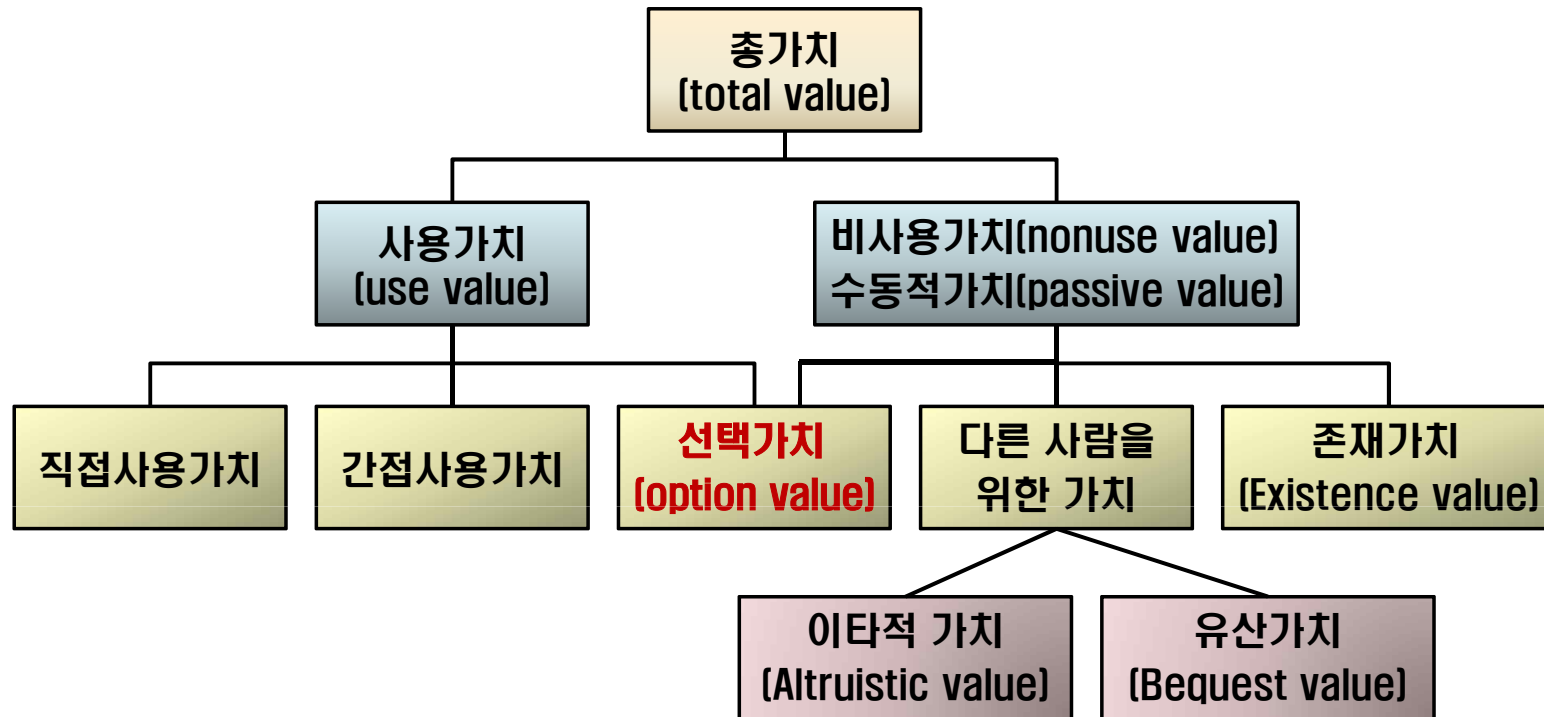 총가치
(total value)
사용가치
(use value)
비사용가치(nonuse value)
수동적가치(passive value)
직접사용가치
간접사용가치
선택가치
(option value)
다른 사람을
위한 가치
존재가치
(Existence value)
이타적 가치
(Altruistic value)
유산가치
(Bequest value)